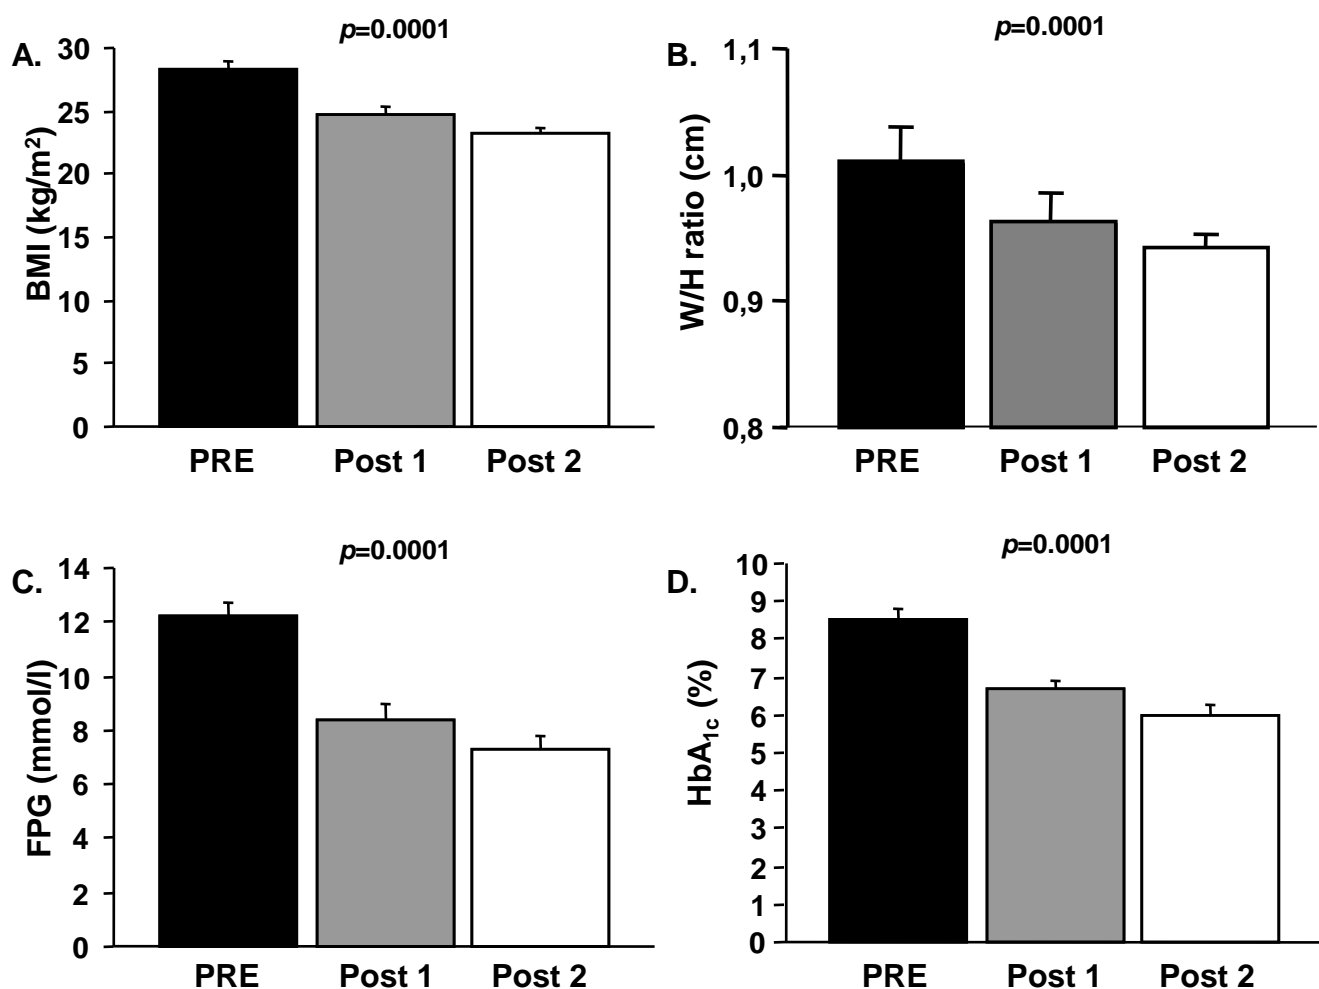 A.
p=0.0001
BMI (kg/m²)
30
25
20
15
10
5
0
PRE Post 1 Post 2
B.
p=0.0001
W/H ratio (cm)
1,1
1,0
0,9
0,8
PRE Post 1 Post 2
C.
p=0.0001
FPG (mmol/l)
14
12
10
8
6
4
2
0
PRE Post 1 Post 2
D.
p=0.0001
HbA₁c (%)
10
9
8
7
6
5
4
3
2
1
0
PRE Post 1 Post 2